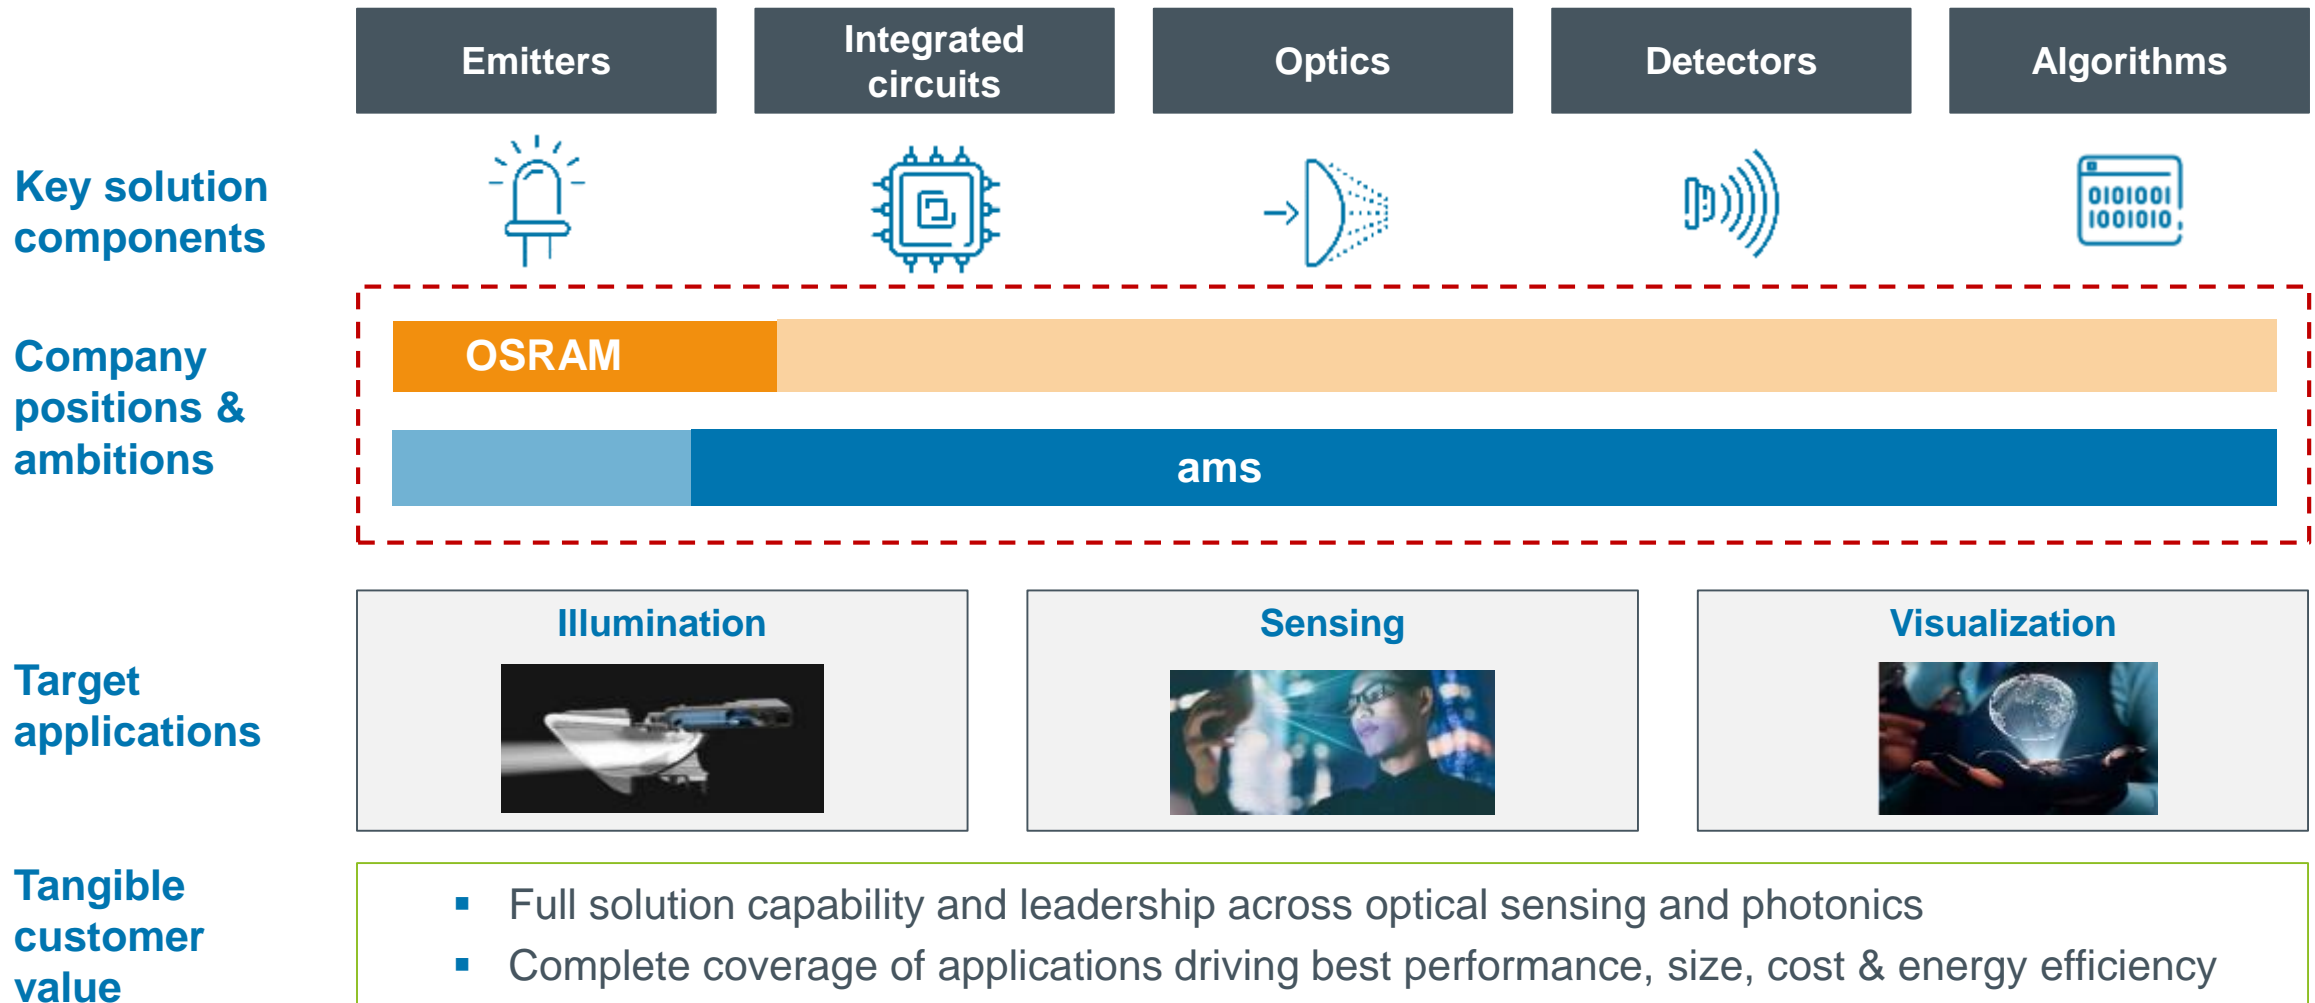 Emitters
Integrated
circuits
Optics
Detectors
Algorithms
Key solution
components
0101001
1001010
Company
positions &
ambitions
OSRAM
ams
Target
applications
Illumination
Sensing
Visualization
Tangible
customer
value
▪ Full solution capability and leadership across optical sensing and photonics
▪ Complete coverage of applications driving best performance, size, cost & energy efficiency